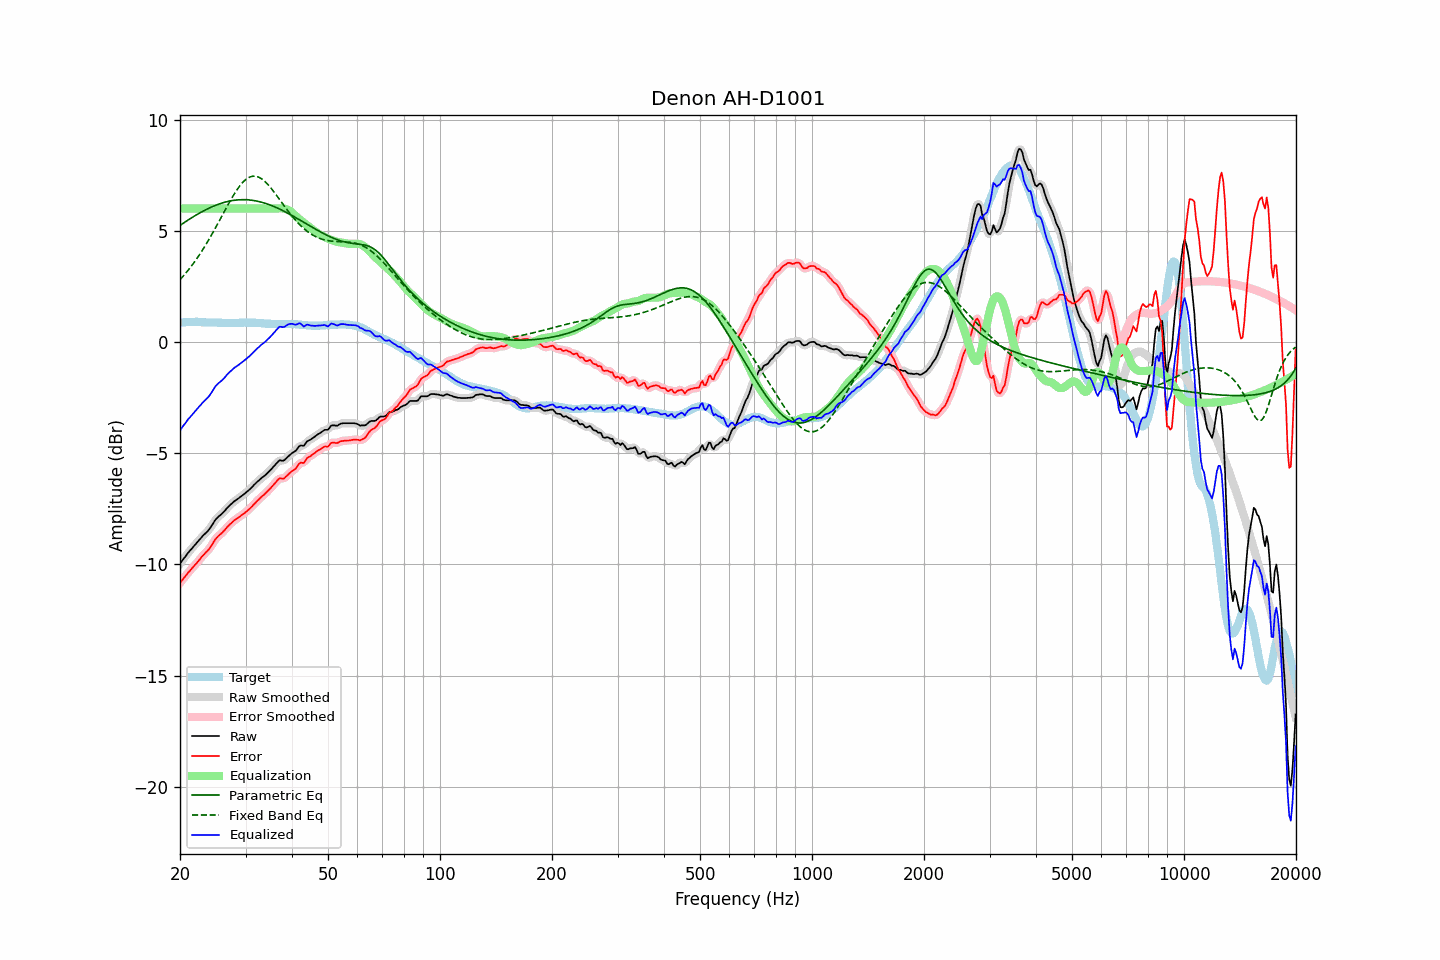 Denon AH-D1001
Amplitude (dBr)
10
5
0
−5
−10
−15
−20
Target
Raw Smoothed
Error Smoothed
Raw
Error
Equalization
Parametric Eq
Fixed Band Eq
Equalized
20 50 100 200 500 1000 2000 5000 10000 20000
Frequency (Hz)